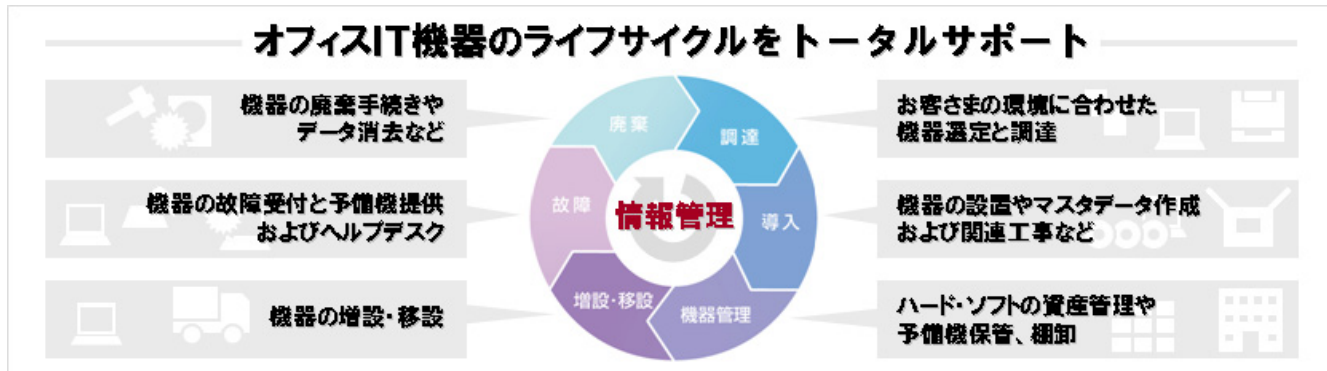 オフィスIT機器のライフサイクルをトータルサポート
機器の廃棄手続きや
データ消去など
機器の故障受付と予備機提供
およびヘルプデスク
機器の増設・移設
廃棄
調達
故障
情報管理
導入
増設・移設
機器管理
お客さまの環境に合わせた
機器選定と調達
機器の設置やマスタデータ作成
および関連工事など
ハード・ソフトの資産管理や
予備機保管、棚卸